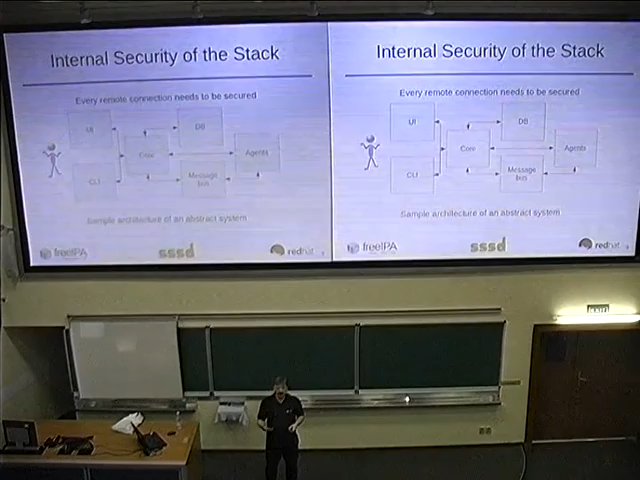 Internal Security of the Stack
Every remote connection needs to be secured
UI
DB
Core
Agents
CLI
Message
bus
Sample architecture of an abstract system
freeIPA
sssd
redhat
Internal Security of the Stack
Every remote connection needs to be secured
UI
DB
Core
Agents
CLI
Message
bus
Sample architecture of an abstract system
freeIPA
sssd
redhat